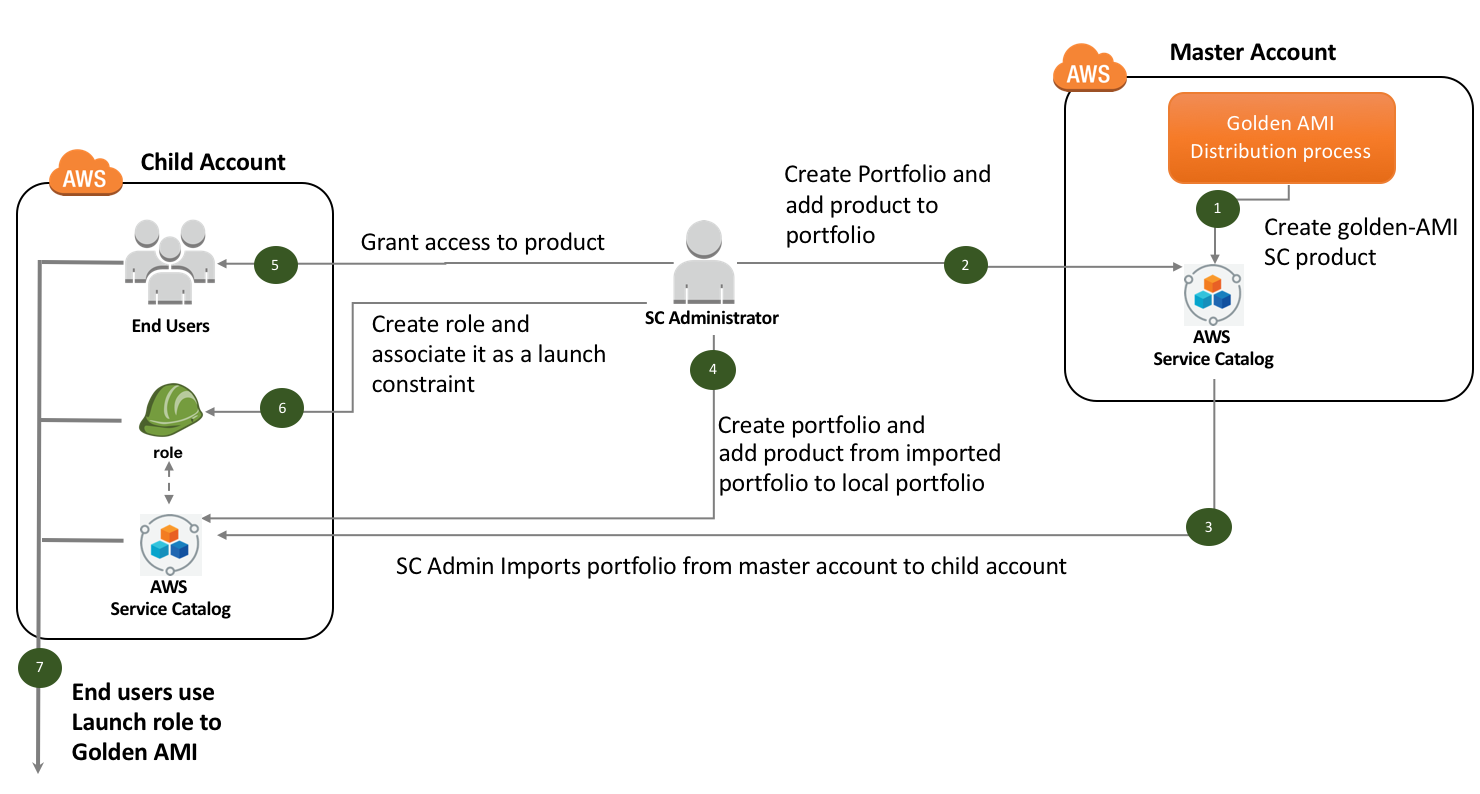 Master Account
AWS
Golden AMI
Distribution process
1
Create golden-AMI
SC product
AWS
Service Catalog
Child Account
AWS
End Users
5
Grant access to product
SC Administrator
Create Portfolio and
add product to
portfolio
2
Create role and
associate it as a launch
constraint
6
role
4
Create portfolio and
add product from imported
portfolio to local portfolio
3
SC Admin Imports portfolio from master account to child account
AWS
Service Catalog
7
End users use
Launch role to
Golden AMI